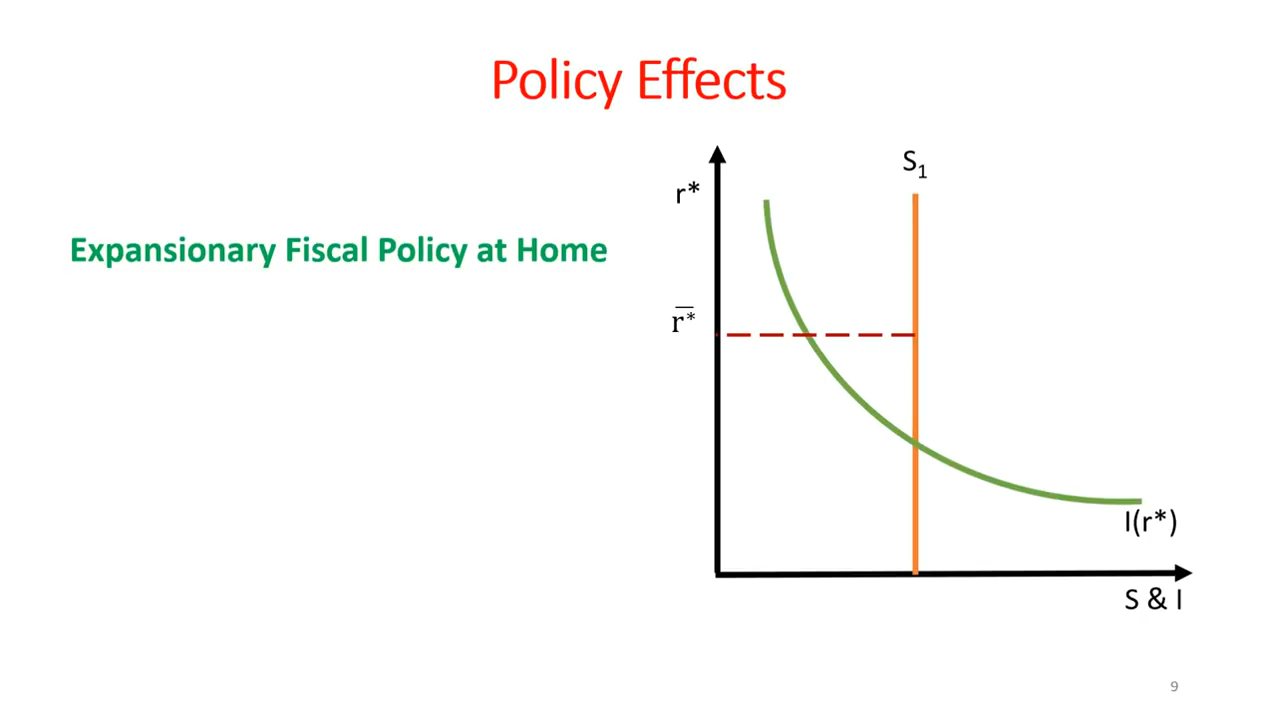 Policy Effects
S₁
r*
Expansionary Fiscal Policy at Home
r̅*̅
I(r*)
S & I
9